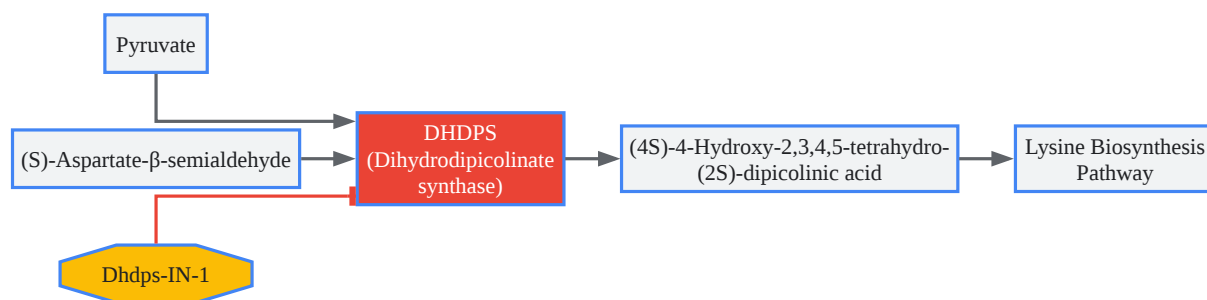 Pyruvate
(S)-Aspartate-β-semialdehyde
DHDPS
(Dihydrodipicolinate
synthase)
(4S)-4-Hydroxy-2,3,4,5-tetrahydro-
(2S)-dipicolinic acid
Lysine Biosynthesis
Pathway
Dhdps-IN-1